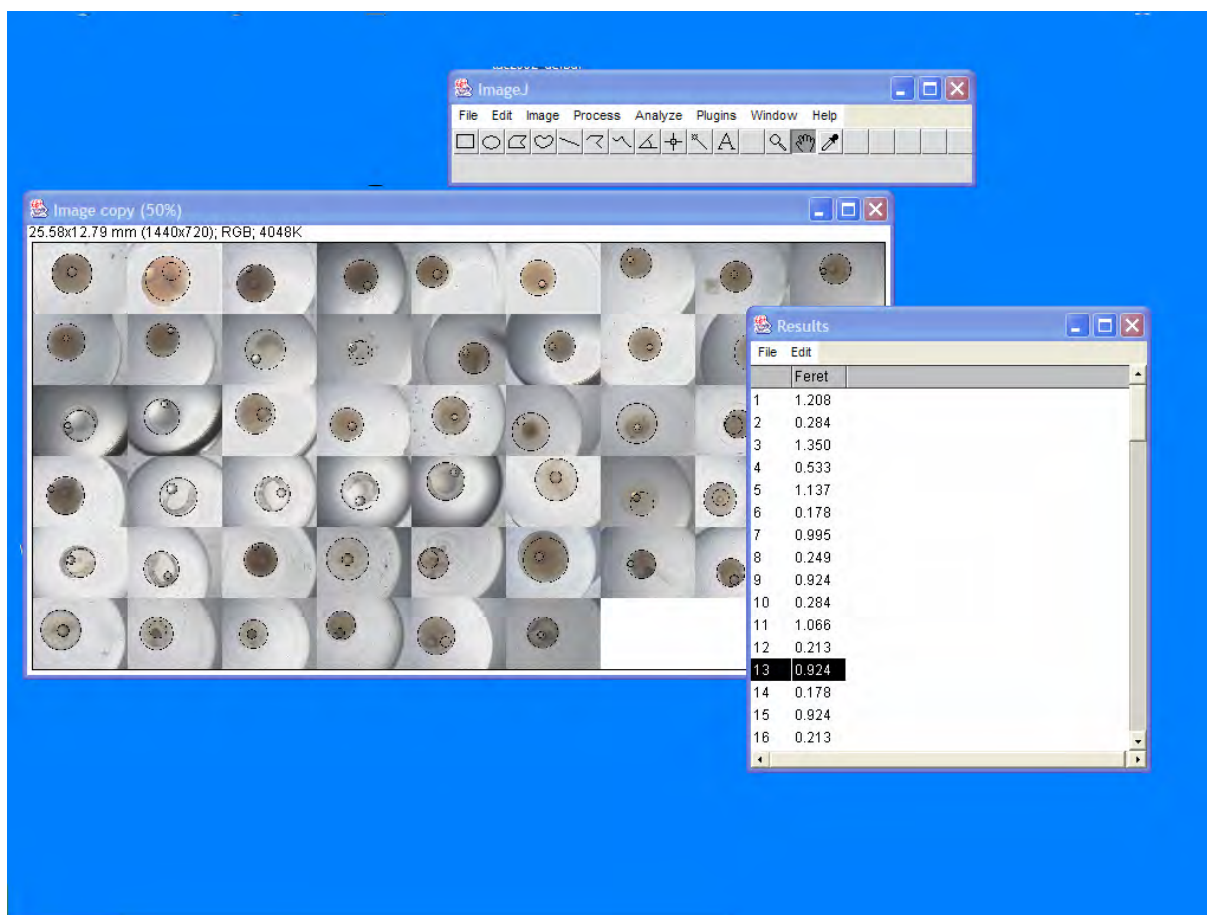 ImageJ
File Edit Image Process Analyze Plugins Window Help
A
Image copy (50%)
25.58x12.79 mm (1440x720); RGB; 4048K
Results
File Edit
Feret
1 1.208
2 0.284
3 1.350
4 0.533
5 1.137
6 0.178
7 0.995
8 0.249
9 0.924
10 0.284
11 1.066
12 0.213
13 0.924
14 0.178
15 0.924
16 0.213